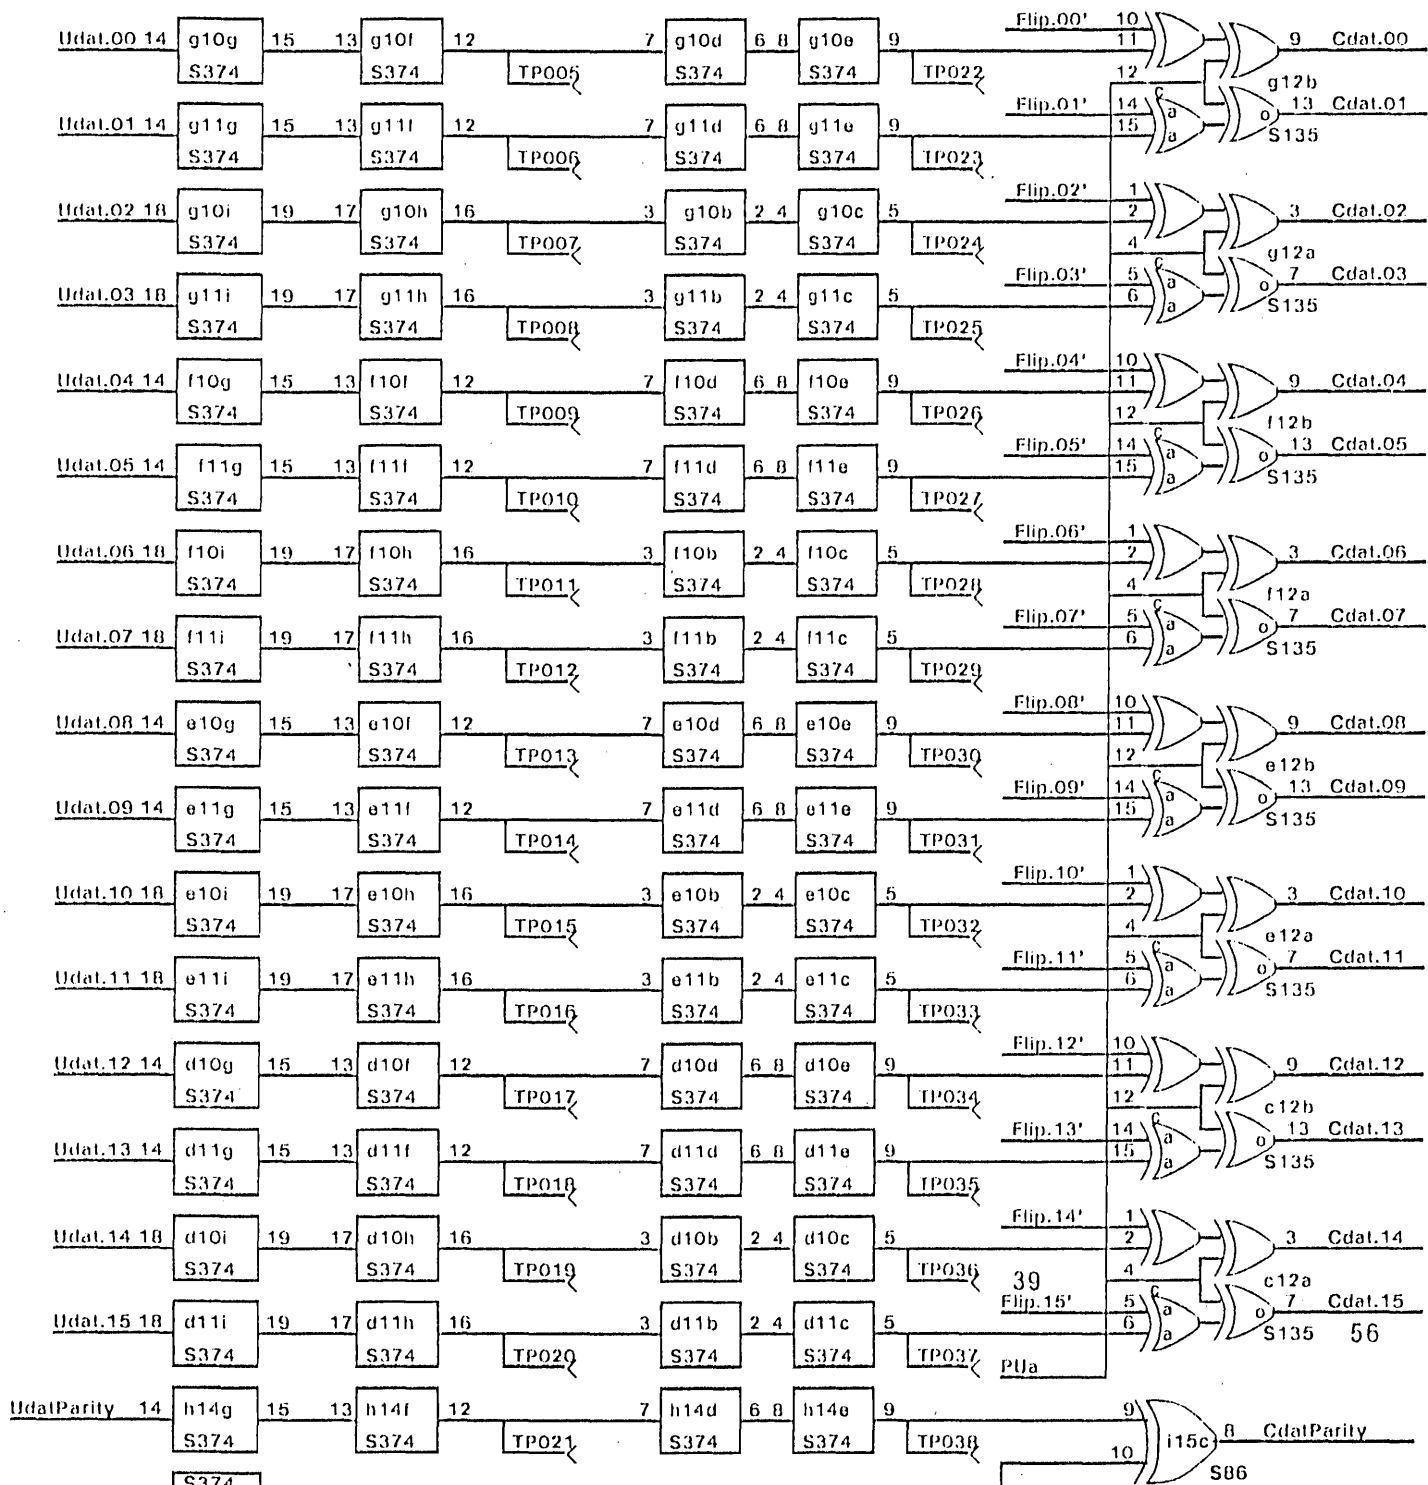 Flip.00' 10
Udat.00 14 g10g 15 13 g10f 12 7 g10d 6 8 g10e 9 11 9 Cdat.00
S374 S374 TP005 S374 S374 TP022 12 g12b
Flip.01' 14 c a o 13 Cdat.01
Udat.01 14 g11g 15 13 g11f 12 7 g11d 6 8 g11e 9 15 a S135
S374 S374 TP006 S374 S374 TP023
Flip.02' 1
Udat.02 18 g10i 19 17 g10h 16 3 g10b 2 4 g10c 5 2 3 Cdat.02
S374 S374 TP007 S374 S374 TP024 4 g12a
Flip.03' 5 c a o 7 Cdat.03
Udat.03 18 g11i 19 17 g11h 16 3 g11b 2 4 g11c 5 6 a S135
S374 S374 TP008 S374 S374 TP025
Flip.04' 10
Udat.04 14 f10g 15 13 f10f 12 7 f10d 6 8 f10e 9 11 9 Cdat.04
S374 S374 TP009 S374 S374 TP026 12 f12b
Flip.05' 14 c a o 13 Cdat.05
Udat.05 14 f11g 15 13 f11f 12 7 f11d 6 8 f11e 9 15 a S135
S374 S374 TP010 S374 S374 TP027
Flip.06' 1
Udat.06 18 f10i 19 17 f10h 16 3 f10b 2 4 f10c 5 2 3 Cdat.06
S374 S374 TP011 S374 S374 TP028 4 f12a
Flip.07' 5 c a o 7 Cdat.07
Udat.07 18 f11i 19 17 f11h 16 3 f11b 2 4 f11c 5 6 a S135
S374 S374 TP012 S374 S374 TP029
Flip.08' 10
Udat.08 14 e10g 15 13 e10f 12 7 e10d 6 8 e10e 9 11 9 Cdat.08
S374 S374 TP013 S374 S374 TP030 12 e12b
Flip.09' 14 c a o 13 Cdat.09
Udat.09 14 e11g 15 13 e11f 12 7 e11d 6 8 e11e 9 15 a S135
S374 S374 TP014 S374 S374 TP031
Flip.10' 1
Udat.10 18 e10i 19 17 e10h 16 3 e10b 2 4 e10c 5 2 3 Cdat.10
S374 S374 TP015 S374 S374 TP032 4 e12a
Flip.11' 5 c a o 7 Cdat.11
Udat.11 18 e11i 19 17 e11h 16 3 e11b 2 4 e11c 5 6 a S135
S374 S374 TP016 S374 S374 TP033
Flip.12' 10
Udat.12 14 d10g 15 13 d10f 12 7 d10d 6 8 d10e 9 11 9 Cdat.12
S374 S374 TP017 S374 S374 TP034 12 c12b
Flip.13' 14 c a o 13 Cdat.13
Udat.13 14 d11g 15 13 d11f 12 7 d11d 6 8 d11e 9 15 a S135
S374 S374 TP018 S374 S374 TP035
Flip.14' 1
Udat.14 18 d10i 19 17 d10h 16 3 d10b 2 4 d10c 5 2 3 Cdat.14
S374 S374 TP019 S374 S374 TP036 39 4 c12a
Flip.15' 5 c a o 7 Cdat.15
Udat.15 18 d11i 19 17 d11h 16 3 d11b 2 4 d11c 5 6 a S135 56
S374 S374 TP020 S374 S374 TP037 PUa
UdatParity 14 h14g 15 13 h14f 12 7 h14d 6 8 h14e 9 9 i15c 8 CdatParity
S374 S374 TP021 S374 S374 TP038 10 S86
S374